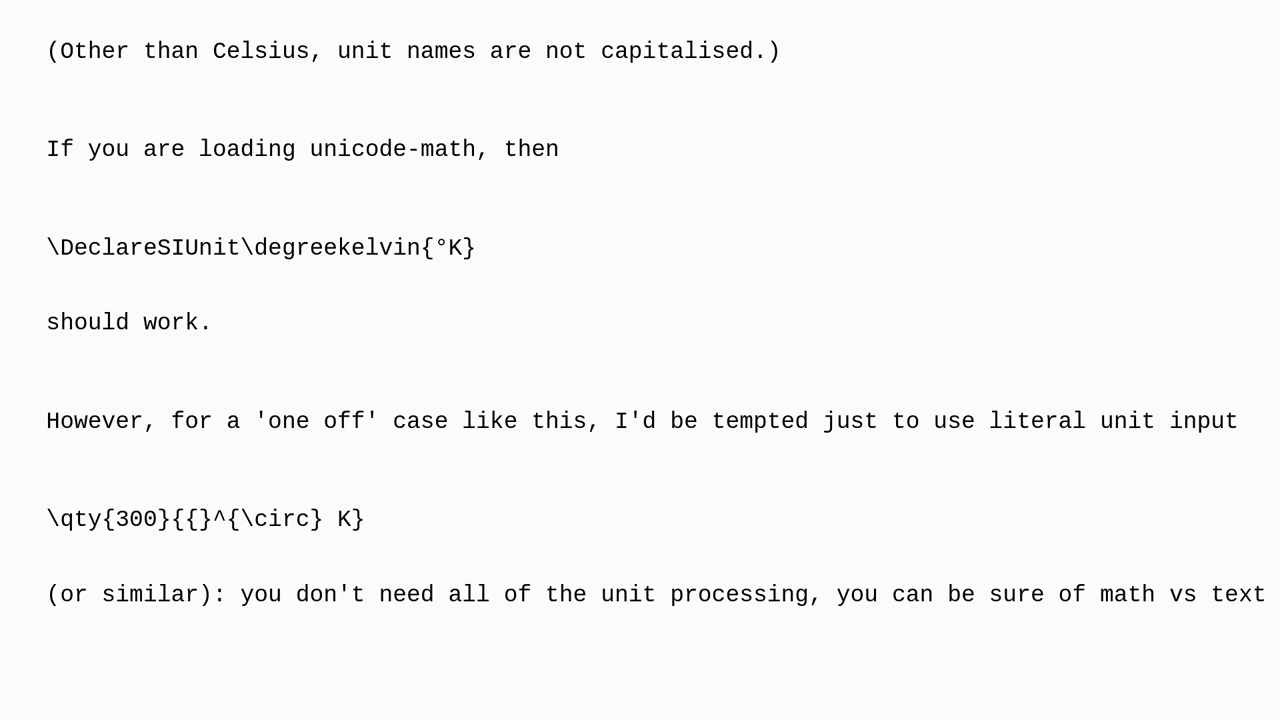 (Other than Celsius, unit names are not capitalised.)
If you are loading unicode-math, then
\DeclareSIUnit\degreekelvin{°K}
should work.
However, for a 'one off' case like this, I'd be tempted just to use literal unit input
\qty{300}{{}^{\circ} K}
(or similar): you don't need all of the unit processing, you can be sure of math vs text